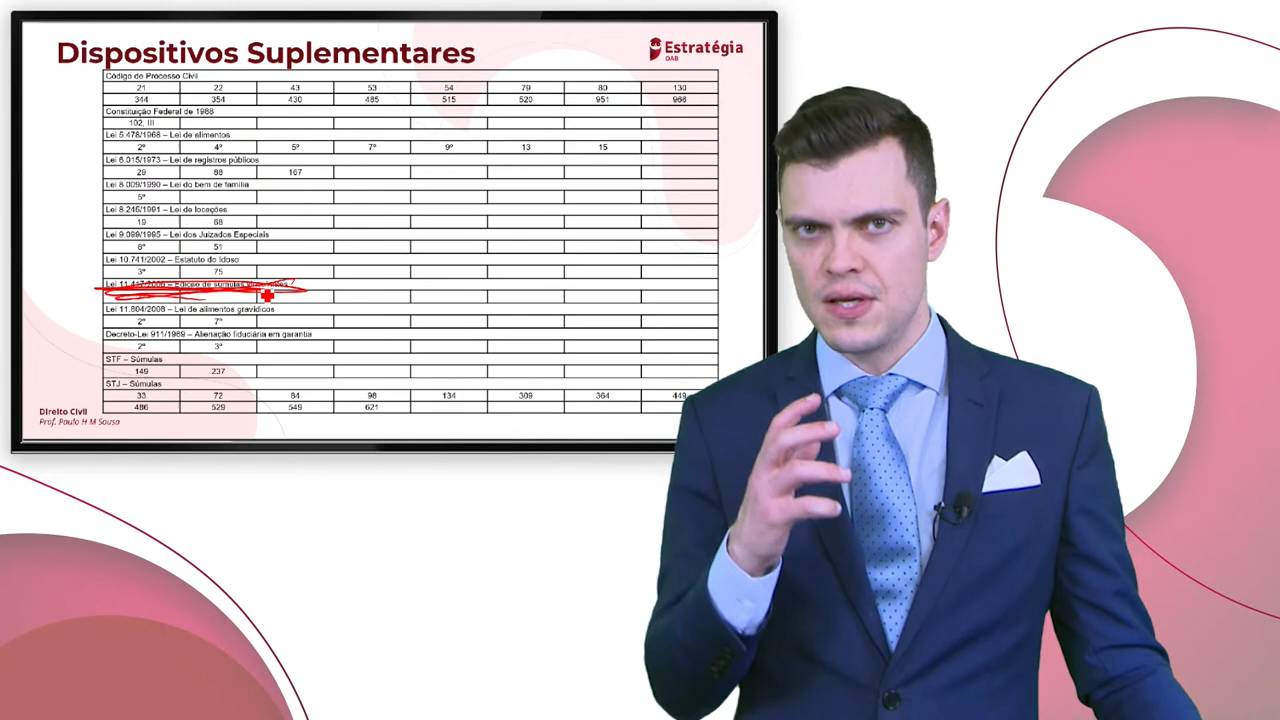 Dispositivos Suplementares
Estratégia
OAB
Código de Processo Civil
21 22 43 53 54 79 80 130
344 354 430 485 515 520 951 966
Constituição Federal de 1988
102, III
Lei 5.478/1968 – Lei de alimentos
2º 4º 5º 7º 9º 13 15
Lei 6.015/1973 – Lei de registros públicos
29 88 167
Lei 8.009/1990 – Lei do bem de família
5º
Lei 8.245/1991 – Lei de locações
19 68
Lei 9.099/1995 – Lei dos Juizados Especiais
8º 51
Lei 10.741/2002 – Estatuto do Idoso
3º 75
Lei – Edição de súmulas
Lei 11.804/2008 – Lei de alimentos gravídicos
2º 7º
Decreto-Lei 911/1969 – Alienação fiduciária em garantia
2º 3º
STF – Súmulas
149 237
STJ – Súmulas
33 72 84 98 134 309 364 449
486 529 549 621
Direito Civil
Prof. Paulo H M Sousa